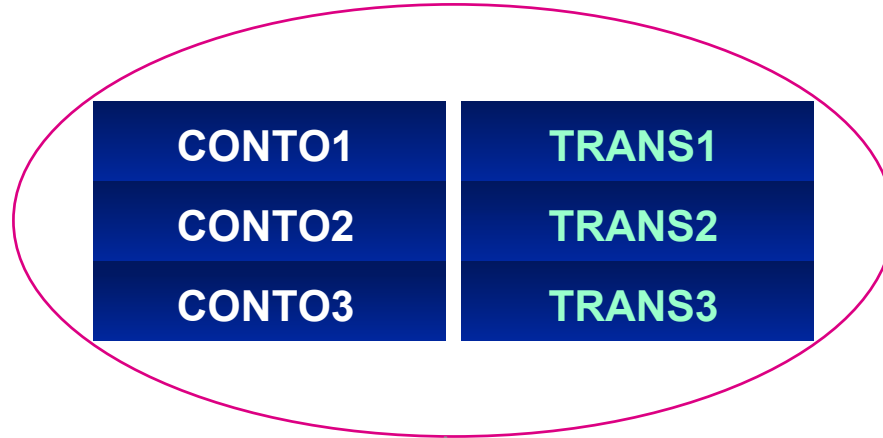 CONTO1 TRANS1
CONTO2 TRANS2
CONTO3 TRANS3